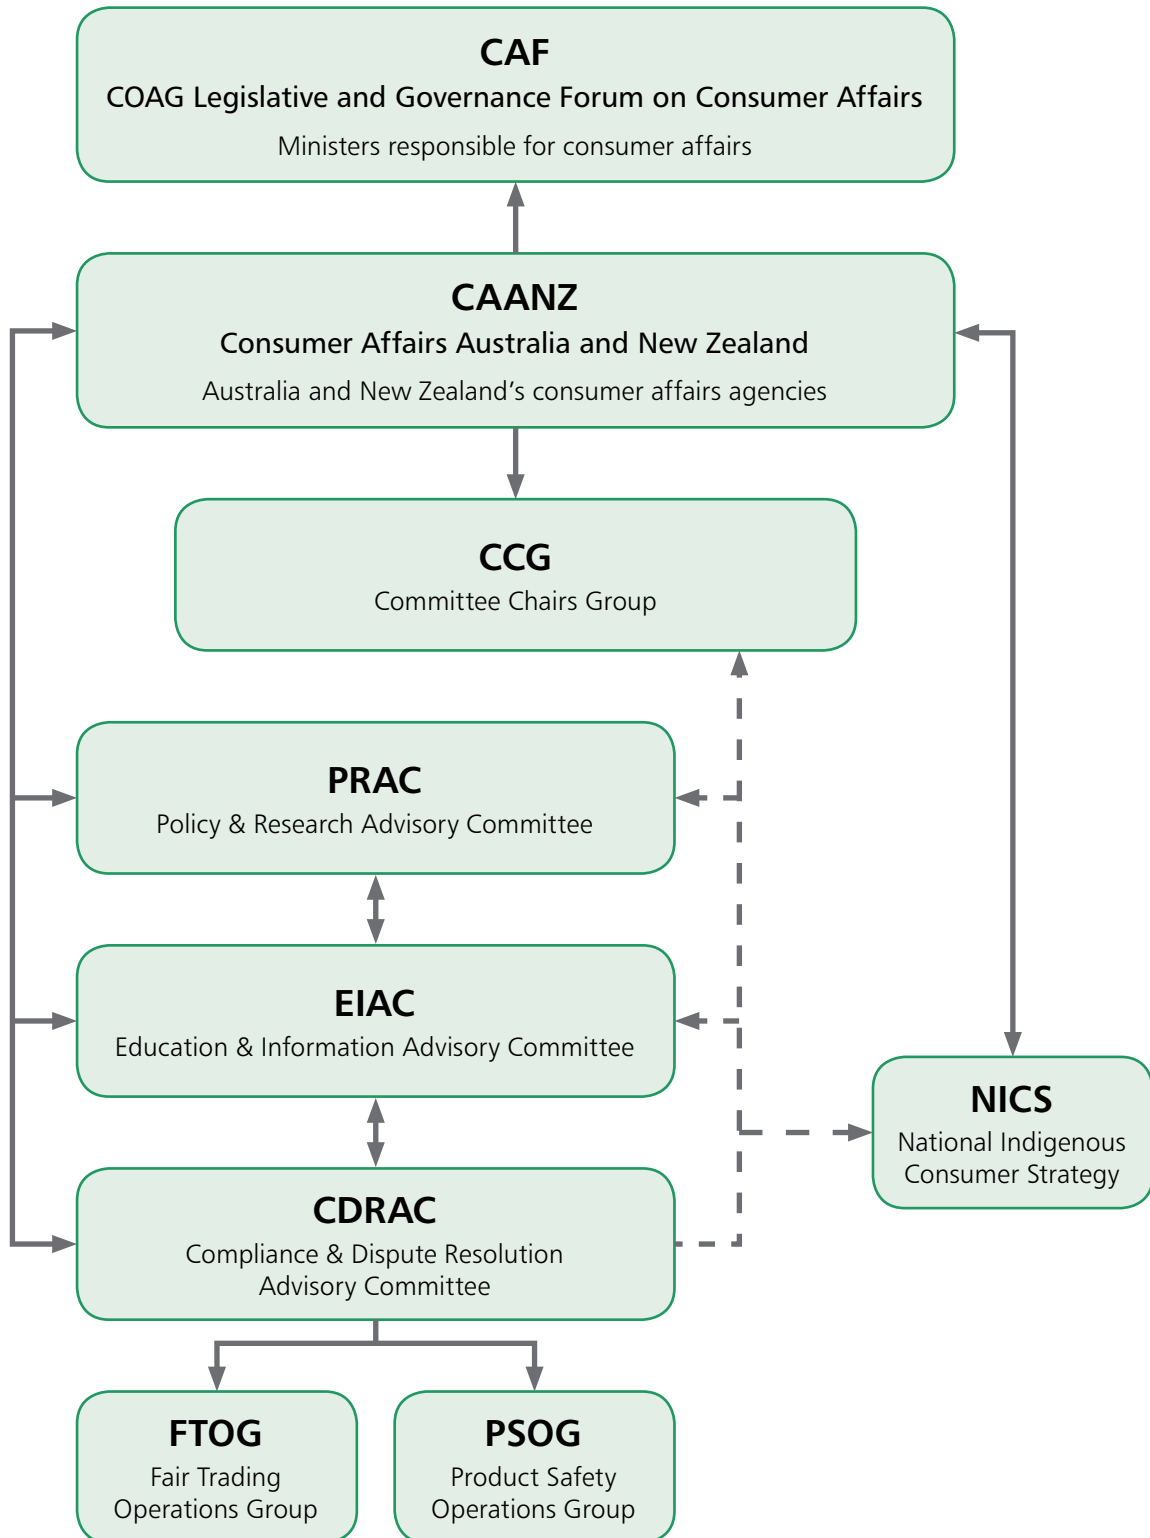 CAF
COAG Legislative and Governance Forum on Consumer Affairs
Ministers responsible for consumer affairs
CAANZ
Consumer Affairs Australia and New Zealand
Australia and New Zealand’s consumer affairs agencies
CCG
Committee Chairs Group
PRAC
Policy & Research Advisory Committee
EIAC
Education & Information Advisory Committee
NICS
National Indigenous
Consumer Strategy
CDRAC
Compliance & Dispute Resolution
Advisory Committee
FTOG
Fair Trading
Operations Group
PSOG
Product Safety
Operations Group